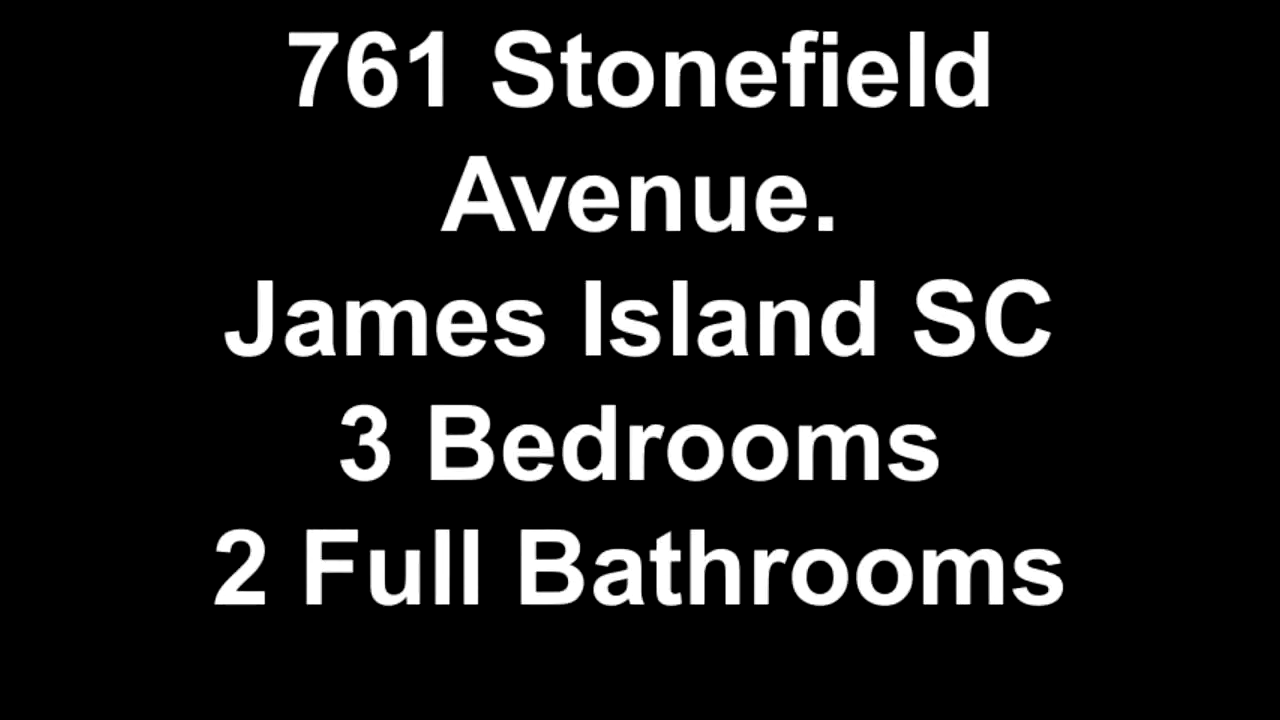 761 Stonefield
Avenue.
James Island SC
3 Bedrooms
2 Full Bathrooms